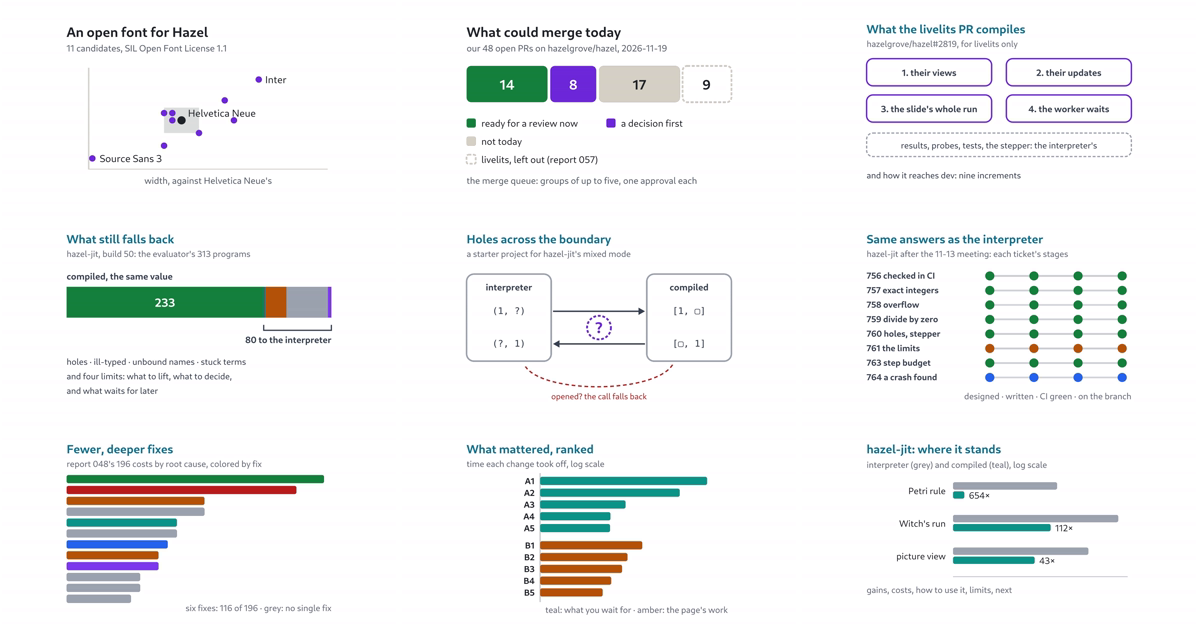 An open font for Hazel
11 candidates, SIL Open Font License 1.1
Inter
Helvetica Neue
Source Sans 3
width, against Helvetica Neue's
What could merge today
our 48 open PRs on hazelgrove/hazel, 2026-11-19
14
8
17
9
ready for a review now
a decision first
not today
livelits, left out (report 057)
the merge queue: groups of up to five, one approval each
What the livelits PR compiles
hazelgrove/hazel#2819, for livelits only
1. their views
2. their updates
3. the slide's whole run
4. the worker waits
results, probes, tests, the stepper: the interpreter's
and how it reaches dev: nine increments
What still falls back
hazel-jit, build 50: the evaluator's 313 programs
compiled, the same value
233
80 to the interpreter
holes · ill-typed · unbound names · stuck terms
and four limits: what to lift, what to decide,
and what waits for later
Holes across the boundary
a starter project for hazel-jit's mixed mode
interpreter
compiled
(1, ?)
[1, ▢]
?
(?, 1)
[▢, 1]
opened? the call falls back
Same answers as the interpreter
hazel-jit after the 11-13 meeting: each ticket's stages
756 checked in CI
757 exact integers
758 overflow
759 divide by zero
760 holes, stepper
761 the limits
763 step budget
764 a crash found
designed · written · CI green · on the branch
Fewer, deeper fixes
report 048's 196 costs by root cause, colored by fix
six fixes: 116 of 196 · grey: no single fix
What mattered, ranked
time each change took off, log scale
A1
A2
A3
A4
A5
B1
B2
B3
B4
B5
teal: what you wait for · amber: the page's work
hazel-jit: where it stands
interpreter (grey) and compiled (teal), log scale
Petri rule
654×
Witch's run
112×
picture view
43×
gains, costs, how to use it, limits, next